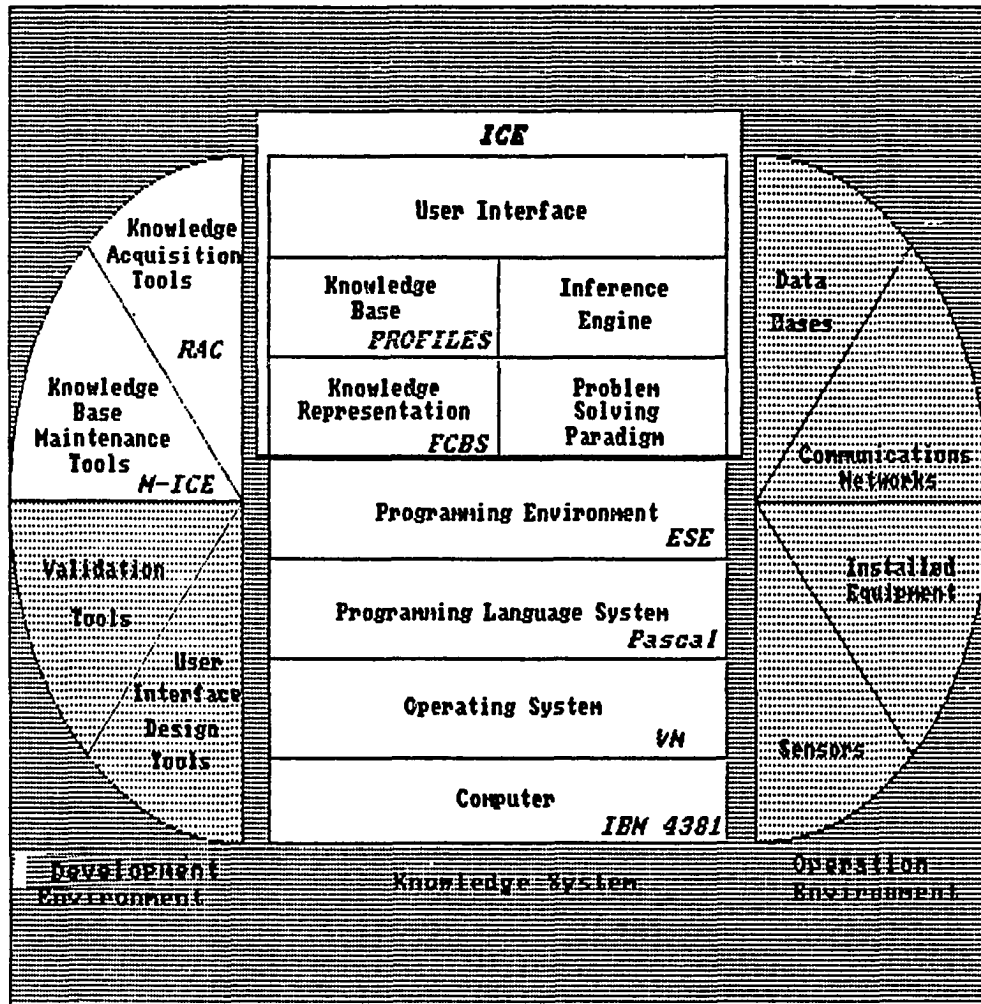 ICE
User Interface
Knowledge
Base
PROFILES
Inference
Engine
Knowledge
Representation
FCBS
Problem
Solving
Paradigm
Programming Environment
ESE
Programming Language System
Pascal
Operating System
VM
Computer
IBM 4381
Knowledge
Acquisition
Tools
RAC
Knowledge
Base
Maintenance
Tools
M-ICE
Validation
Tools
User
Interface
Design
Tools
Data
Bases
Communications
Networks
Installed
Equipment
Sensors
Development
Environment
Knowledge System
Operation
Environment